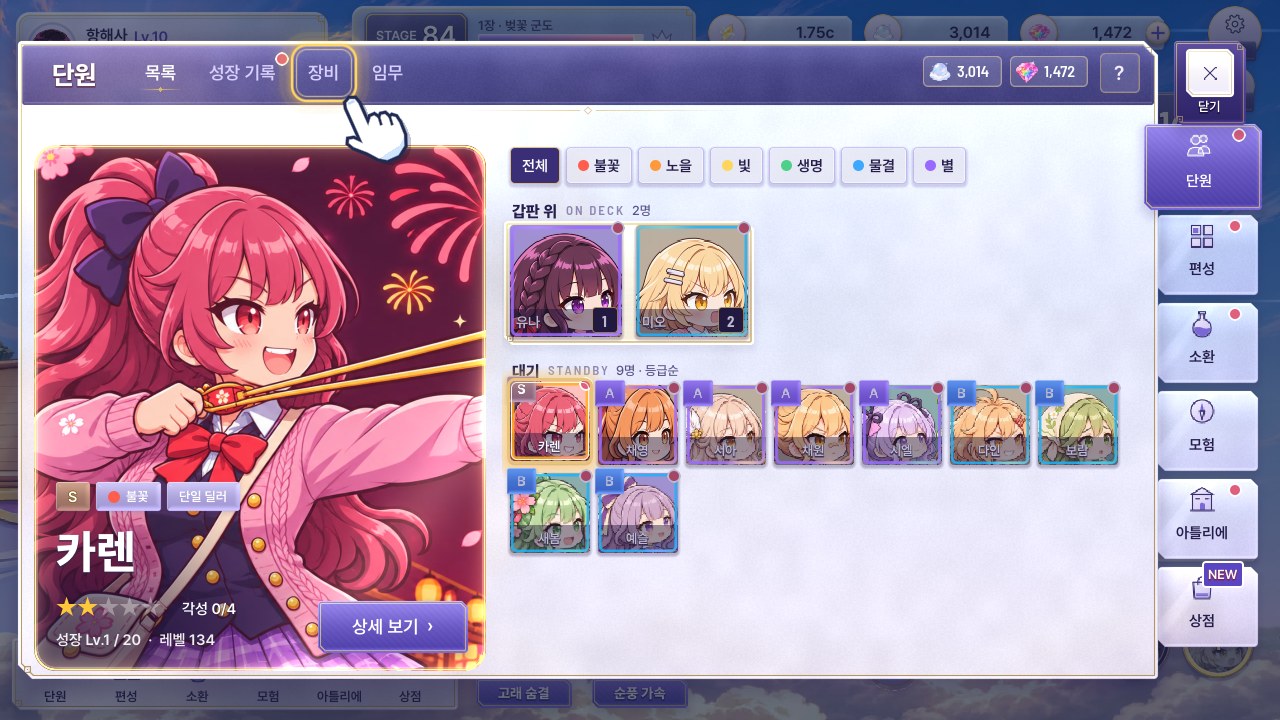 항해사 Lv.10
STAGE 84
1장 · 벚꽃 군도
1.75c
3,014
1,472
단원
목록
성장 기록
장비
임무
3,014
1,472
?
닫기
전체
불꽃
노을
빛
생명
물결
별
갑판 위 ON DECK 2명
유나 1
미오 2
대기 STANDBY 9명 · 등급순
S
카렌
A
채영
A
서아
A
채원
A
시엘
B
다인
B
보람
B
새봄
B
예슬
S
불꽃
단일 딜러
카렌
각성 0/4
성장 Lv.1 / 20 · 레벨 134
상세 보기 ›
단원
편성
소환
모험
아틀리에
NEW
상점
단원
편성
소환
모험
아틀리에
상점
고래 숨결
순풍 가속